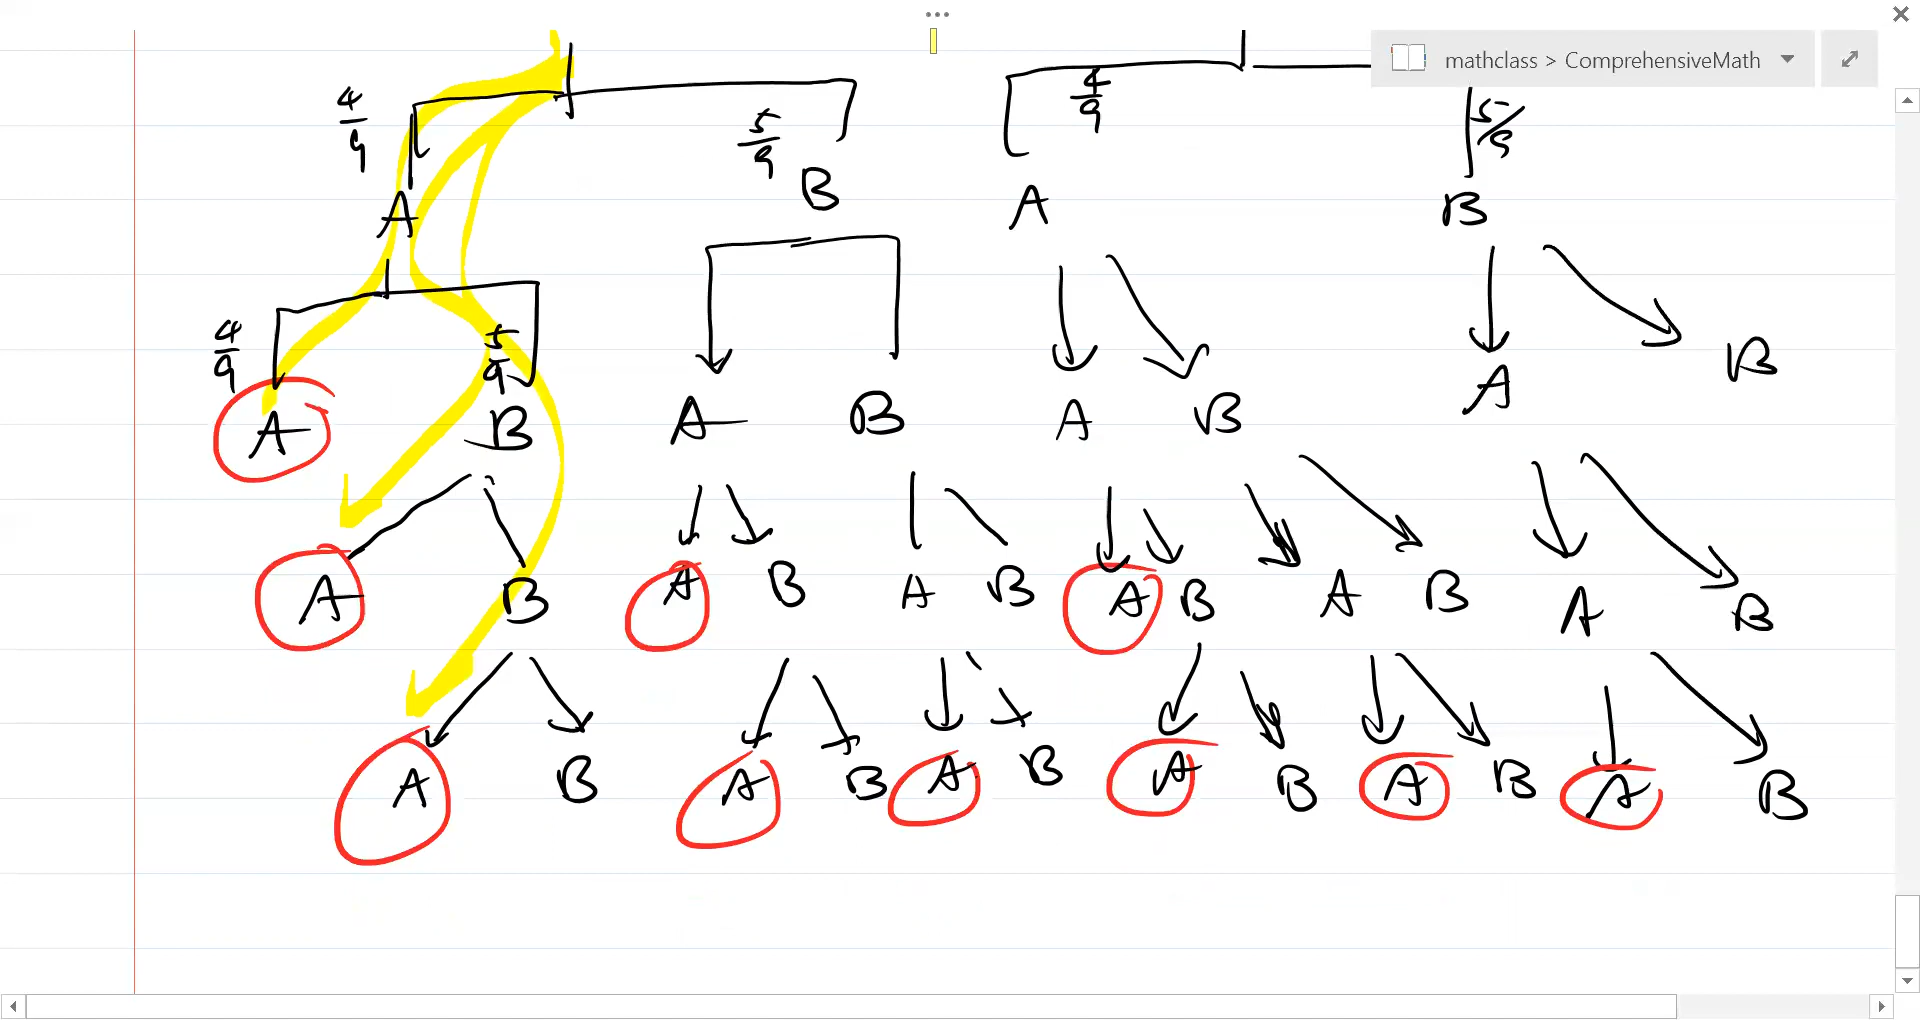 mathclass > ComprehensiveMath
4/9 5/9 4/9 5/9
A B A B
4/9 5/9
A B A B A B A B
A B A B A B A B A B A B
A B A B A B A B A B A B